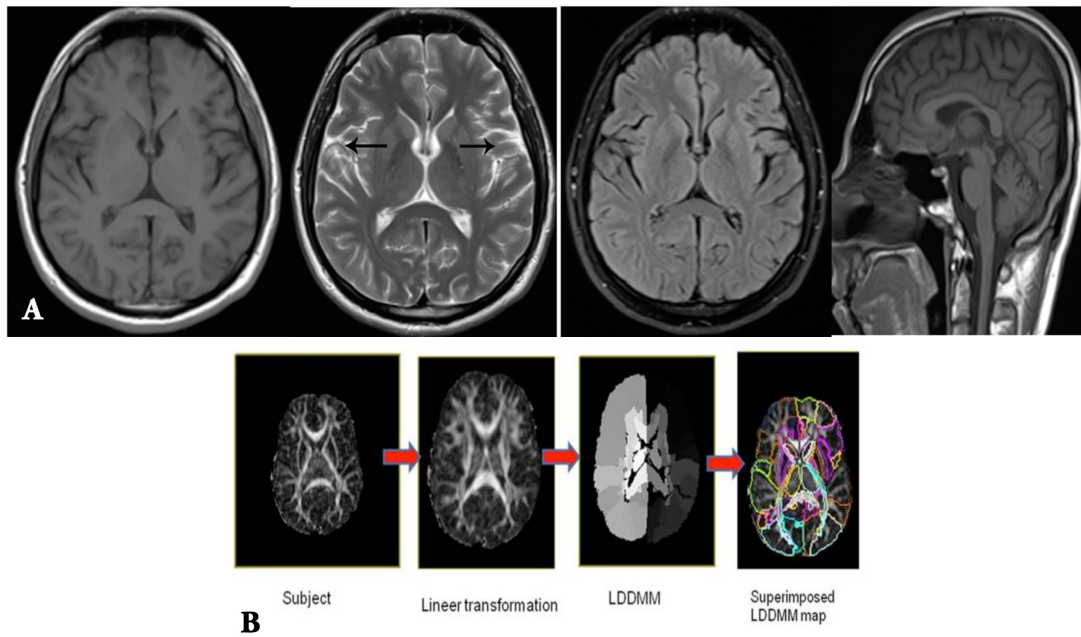 A
Subject
Lineer transformation
LDDMM
Superimposed
LDDMM map
B